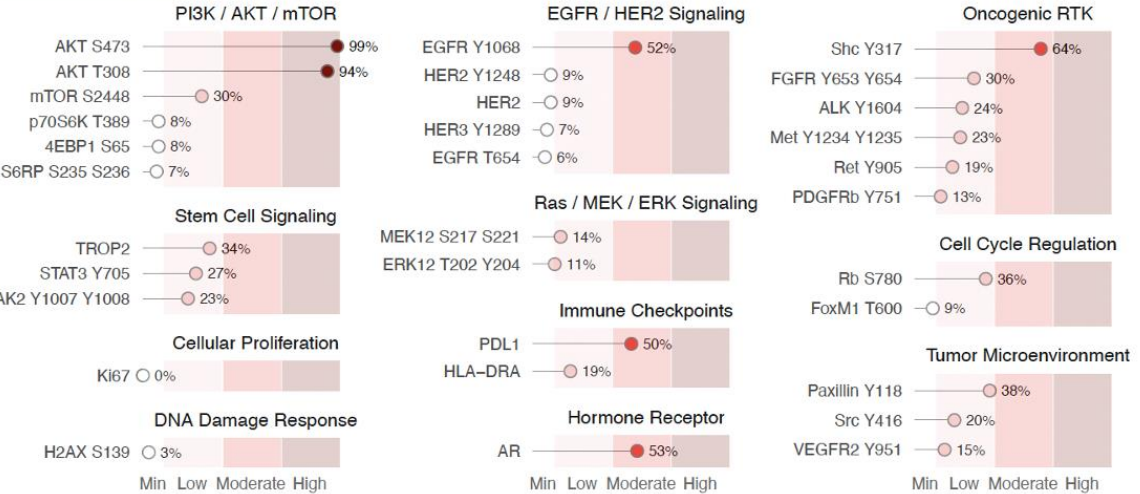 PI3K / AKT / mTOR
AKT S473 99%
AKT T308 94%
mTOR S2448 30%
p70S6K T389 8%
4EBP1 S65 8%
S6RP S235 S236 7%
Stem Cell Signaling
TROP2 34%
STAT3 Y705 27%
AK2 Y1007 Y1008 23%
Cellular Proliferation
Ki67 0%
DNA Damage Response
H2AX S139 3%
Min Low Moderate High
EGFR / HER2 Signaling
EGFR Y1068 52%
HER2 Y1248 9%
HER2 9%
HER3 Y1289 7%
EGFR T654 6%
Ras / MEK / ERK Signaling
MEK12 S217 S221 14%
ERK12 T202 Y204 11%
Immune Checkpoints
PDL1 50%
HLA–DRA 19%
Hormone Receptor
AR 53%
Min Low Moderate High
Oncogenic RTK
Shc Y317 64%
FGFR Y653 Y654 30%
ALK Y1604 24%
Met Y1234 Y1235 23%
Ret Y905 19%
PDGFRb Y751 13%
Cell Cycle Regulation
Rb S780 36%
FoxM1 T600 9%
Tumor Microenvironment
Paxillin Y118 38%
Src Y416 20%
VEGFR2 Y951 15%
Min Low Moderate High